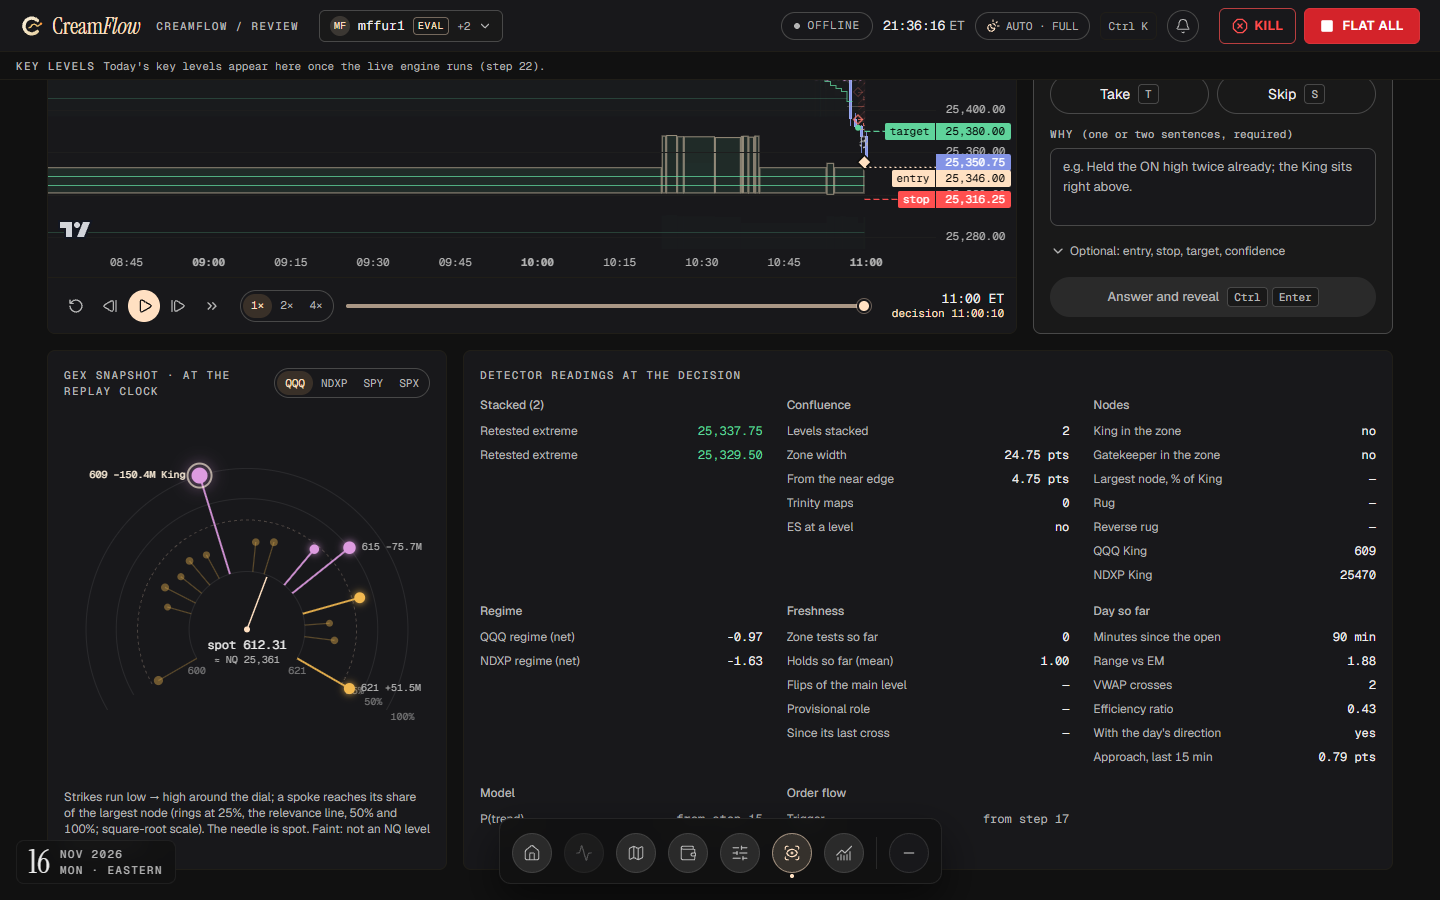 CreamFlow
CREAMFLOW / REVIEW
MF mffur1 EVAL +2
OFFLINE
21:36:16 ET
AUTO · FULL
Ctrl K
KILL
FLAT ALL
KEY LEVELS Today's key levels appear here once the live engine runs (step 22).
25,400.00
target 25,380.00
25,360.00
25,350.75
entry 25,346.00
stop 25,316.25
25,280.00
08:45 09:00 09:15 09:30 09:45 10:00 10:15 10:30 10:45 11:00
1× 2× 4×
11:00 ET
decision 11:00:10
Take T
Skip S
WHY (one or two sentences, required)
e.g. Held the ON high twice already; the King sits
right above.
Optional: entry, stop, target, confidence
Answer and reveal Ctrl Enter
GEX SNAPSHOT · AT THE
REPLAY CLOCK
QQQ NDXP SPY SPX
609 −150.4M King
615 −75.7M
spot 612.31
≈ NQ 25,361
600
621
621 +51.5M
50%
100%
Strikes run low → high around the dial; a spoke reaches its share
of the largest node (rings at 25%, the relevance line, 50% and
100%; square-root scale). The needle is spot. Faint: not an NQ level
DETECTOR READINGS AT THE DECISION
Stacked (2)
Retested extreme 25,337.75
Retested extreme 25,329.50
Confluence
Levels stacked 2
Zone width 24.75 pts
From the near edge 4.75 pts
Trinity maps 0
ES at a level no
Nodes
King in the zone no
Gatekeeper in the zone no
Largest node, % of King –
Rug –
Reverse rug –
QQQ King 609
NDXP King 25470
Regime
QQQ regime (net) −0.97
NDXP regime (net) −1.63
Freshness
Zone tests so far 0
Holds so far (mean) 1.00
Flips of the main level –
Provisional role –
Since its last cross –
Day so far
Minutes since the open 90 min
Range vs EM 1.88
VWAP crosses 2
Efficiency ratio 0.43
With the day's direction yes
Approach, last 15 min 0.79 pts
Model
P(trend) from step 15
Order flow
Trigger from step 17
16 NOV 2026
MON · EASTERN